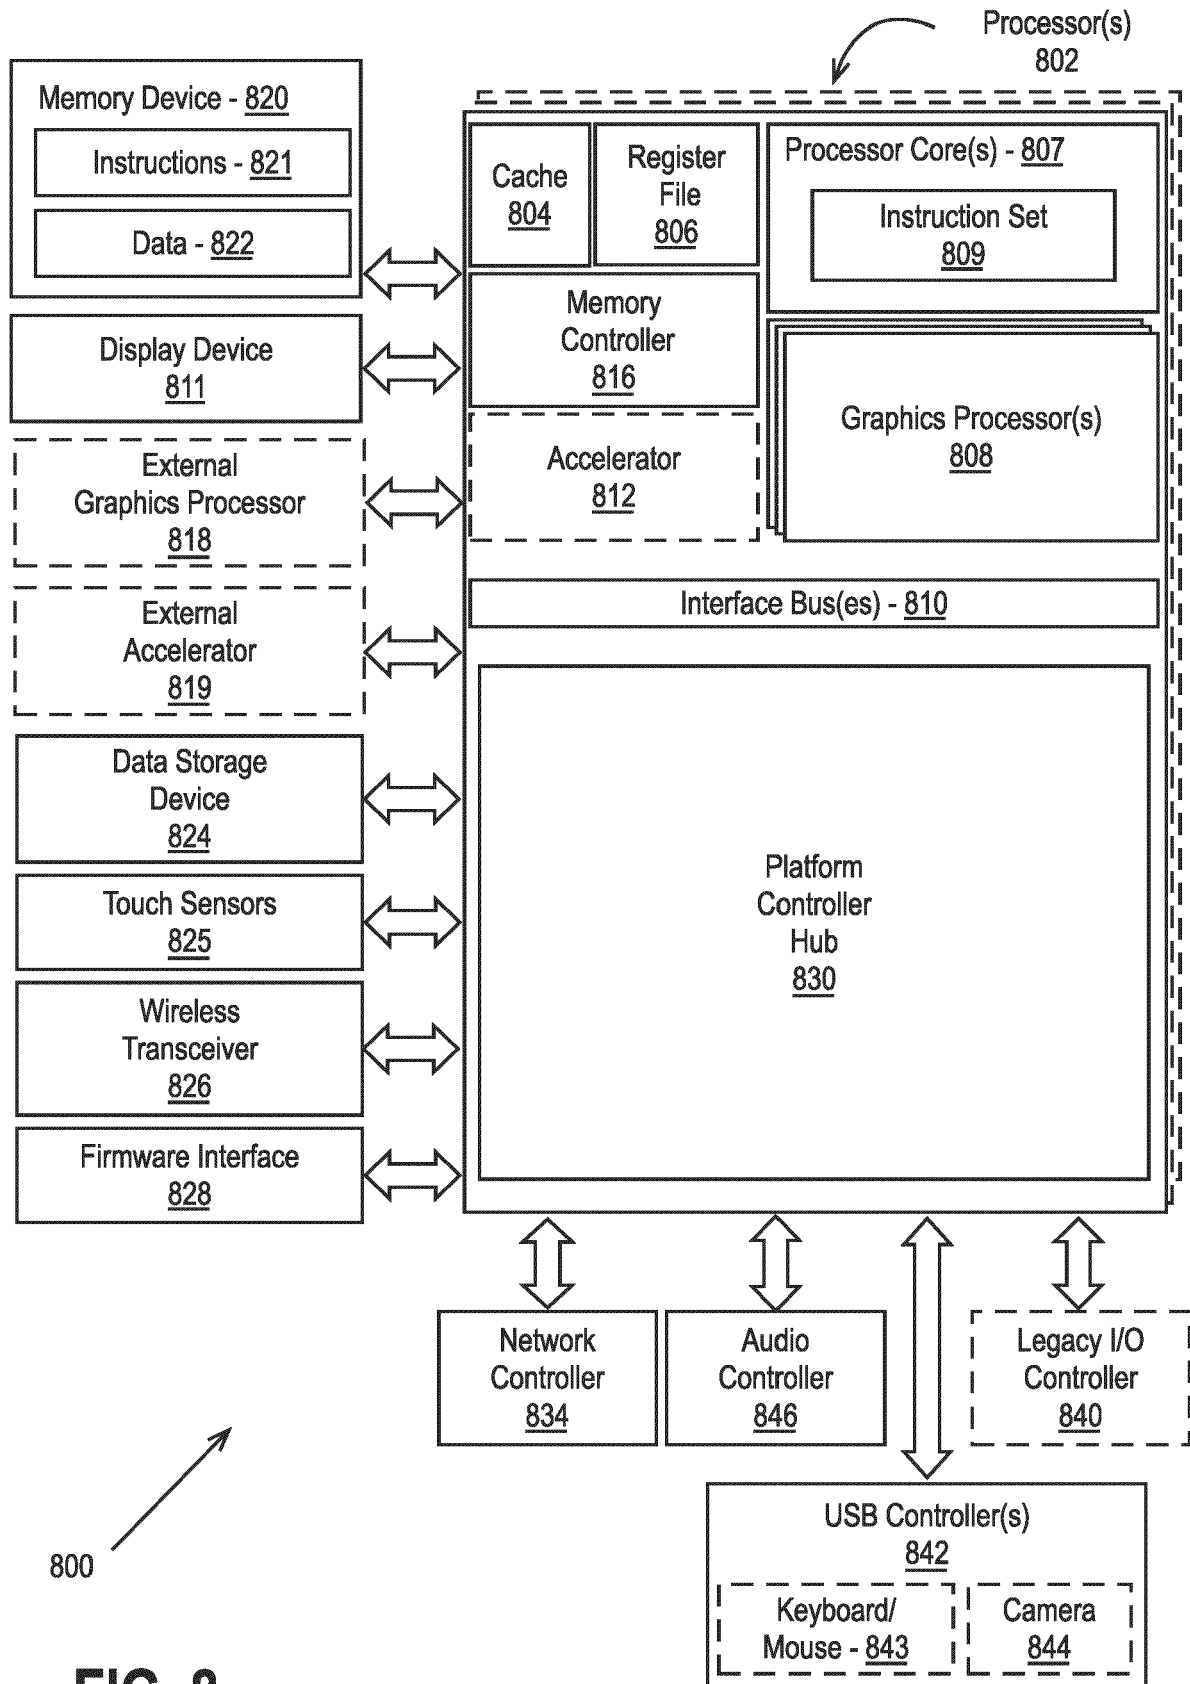 Processor(s)
802
Memory Device - 820
Instructions - 821
Data - 822
Display Device
811
External
Graphics Processor
818
External
Accelerator
819
Data Storage
Device
824
Touch Sensors
825
Wireless
Transceiver
826
Firmware Interface
828
Cache
804
Register
File
806
Processor Core(s) - 807
Instruction Set
809
Memory
Controller
816
Accelerator
812
Graphics Processor(s)
808
Interface Bus(es) - 810
Platform
Controller
Hub
830
Network
Controller
834
Audio
Controller
846
Legacy I/O
Controller
840
USB Controller(s)
842
Keyboard/
Mouse - 843
Camera
844
800
FIG. 8